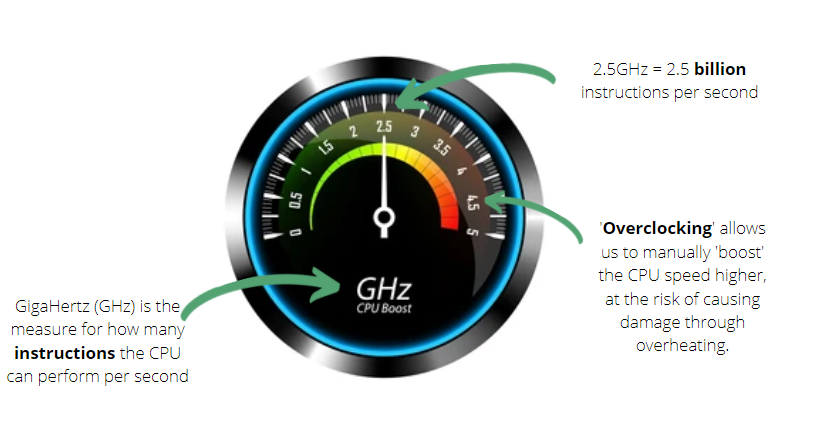 2.5GHz = 2.5 billion
instructions per second
0
0.5
1
1.5
2
2.5
3
3.5
4
4.5
5
GHz
CPU Boost
'Overclocking' allows
us to manually 'boost'
the CPU speed higher,
at the risk of causing
damage through
overheating.
GigaHertz (GHz) is the
measure for how many
instructions the CPU
can perform per second